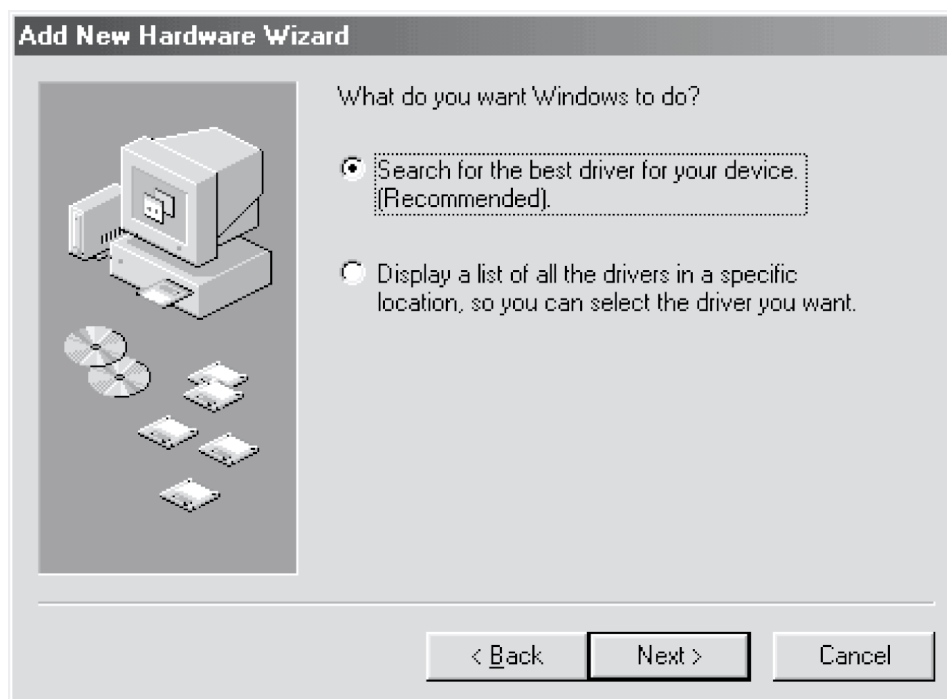 Add New Hardware Wizard
What do you want Windows to do?
Search for the best driver for your device.
(Recommended).
Display a list of all the drivers in a specific
location, so you can select the driver you want.
< Back
Next >
Cancel